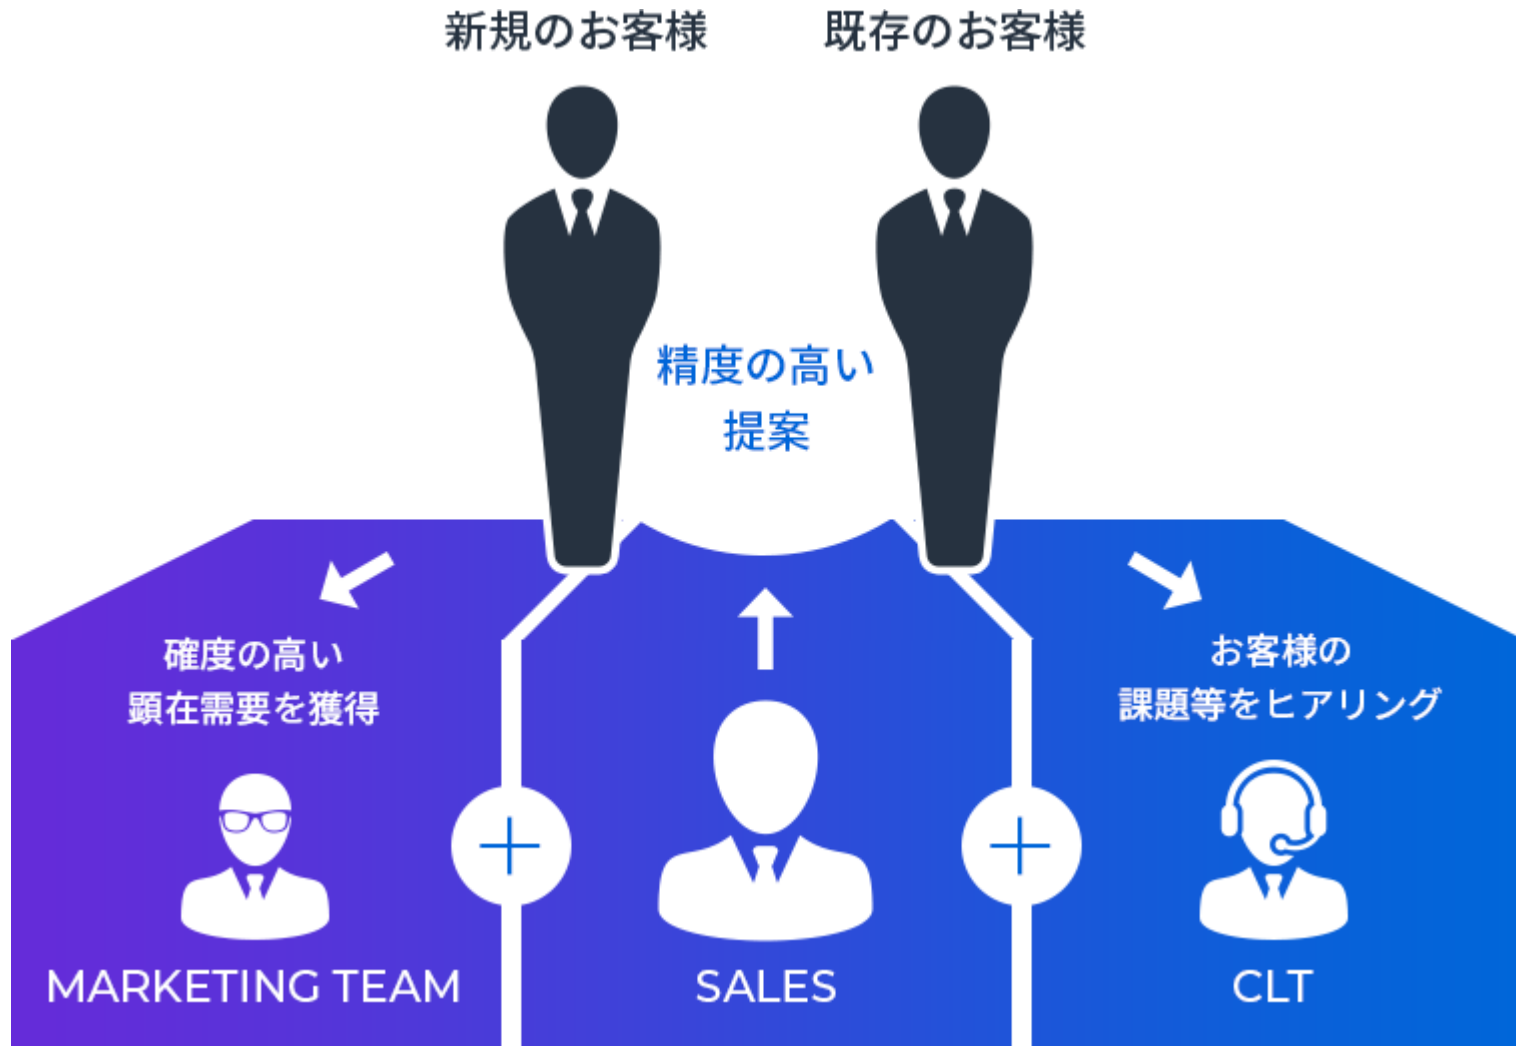 新規のお客様
既存のお客様
精度の高い
提案
確度の高い
顕在需要を獲得
お客様の
課題等をヒアリング
MARKETING TEAM
SALES
CLT